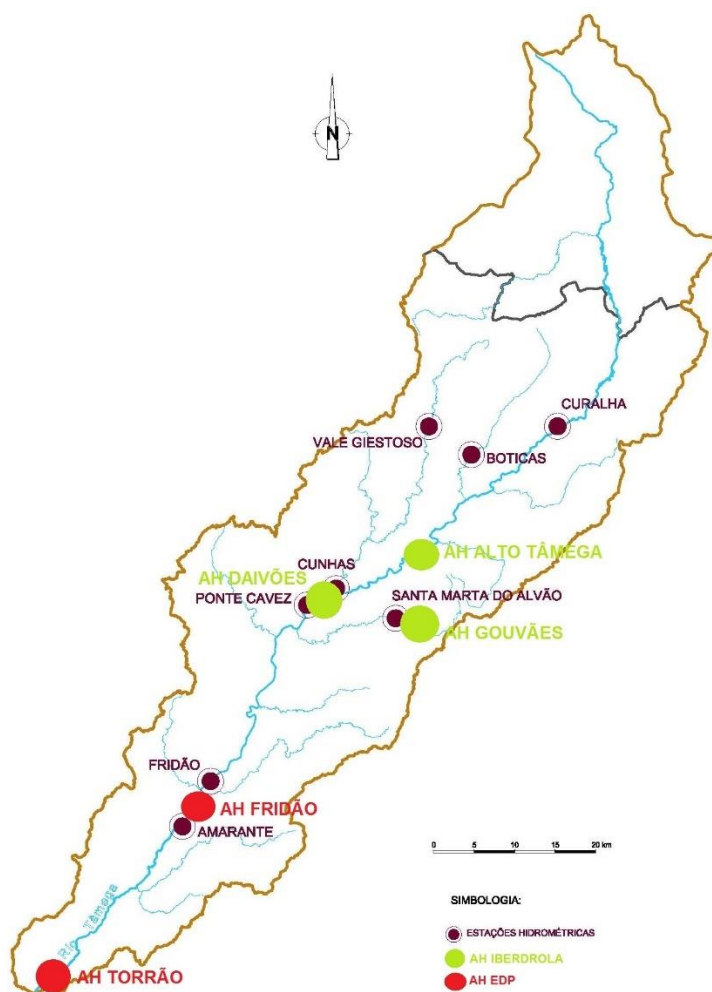 N
CURALHA
VALE GIESTOSO
BOTICAS
AH ALTO TÂMEGA
CUNHAS
AH DAIVÕES
SANTA MARTA DO ALVÃO
PONTE CAVEZ
AH GOUVÃES
FRIDÃO
AH FRIDÃO
AMARANTE
0 5 10 15 20 km
Rio Tâmega
SIMBOLOGIA:
ESTAÇÕES HIDROMÉTRICAS
AH IBERDROLA
AH TORRÃO
AH EDP